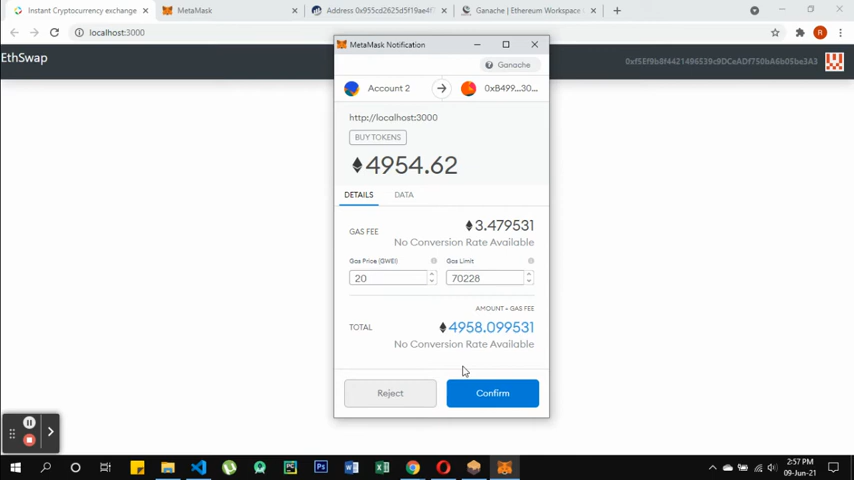 Instant Cryptocurrency exchange
MetaMask
Address 0x955cd2625d5f19ae4f
Ganache | Ethereum Workspace
localhost:3000
EthSwap
MetaMask Notification
Ganache
Account 2
0xB499...30...
http://localhost:3000
BUY TOKENS
4954.62
DETAILS
DATA
GAS FEE
3.479531
No Conversion Rate Available
Gas Price (GWEI)
Gas Limit
20
70228
AMOUNT + GAS FEE
TOTAL
4958.099531
No Conversion Rate Available
Reject
Confirm
R
2:57 PM
09-Jun-21